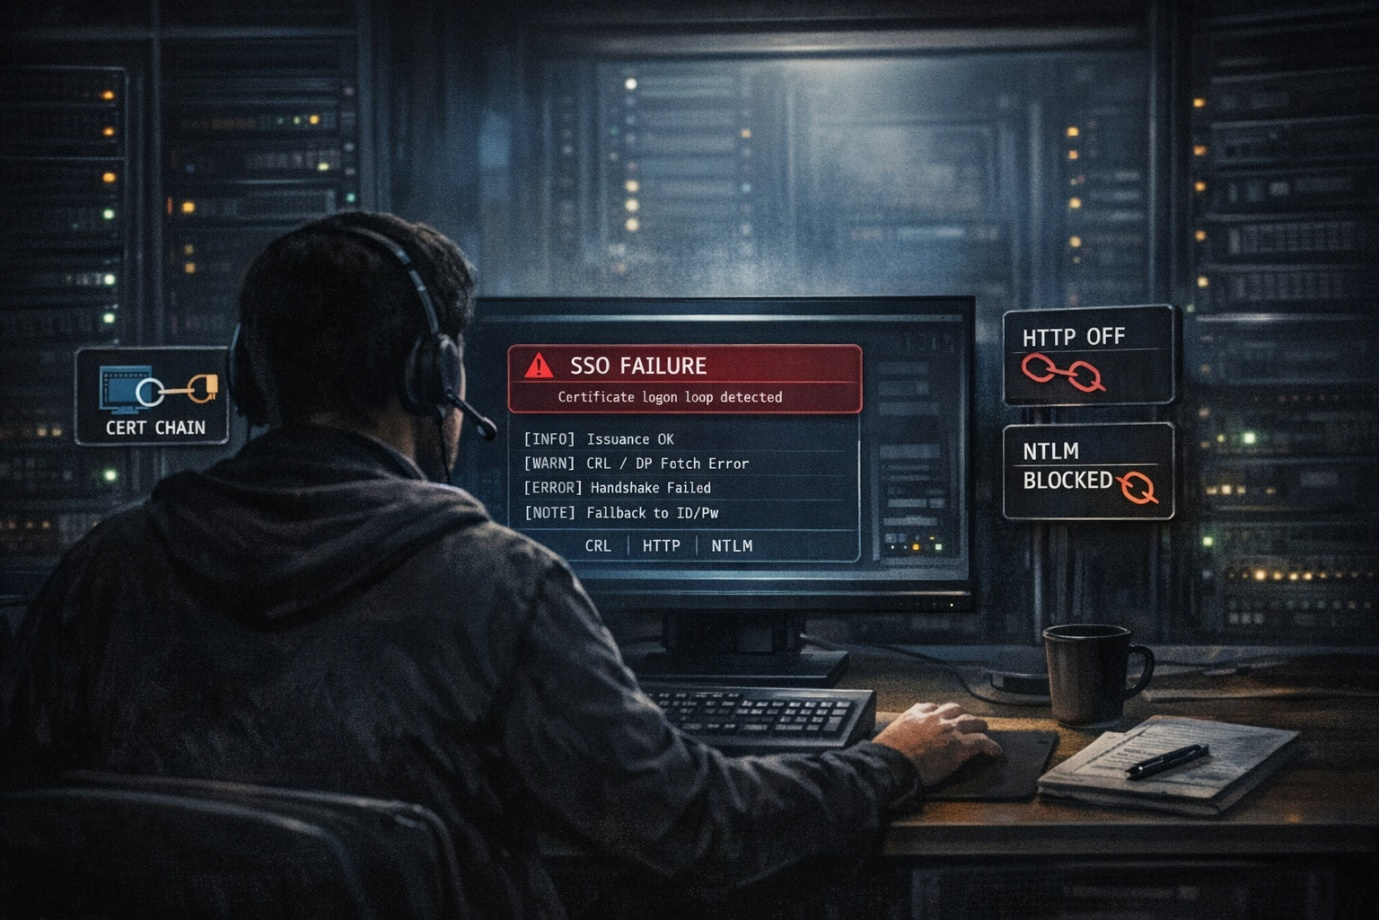 SSO FAILURE
Certificate logon loop detected
[INFO] Issuance OK
[WARN] CRL / DP Fotch Error
[ERROR] Handshake Failed
[NOTE] Fallback to ID/Pw
CRL | HTTP | NTLM
CERT CHAIN
HTTP OFF
NTLM
BLOCKED